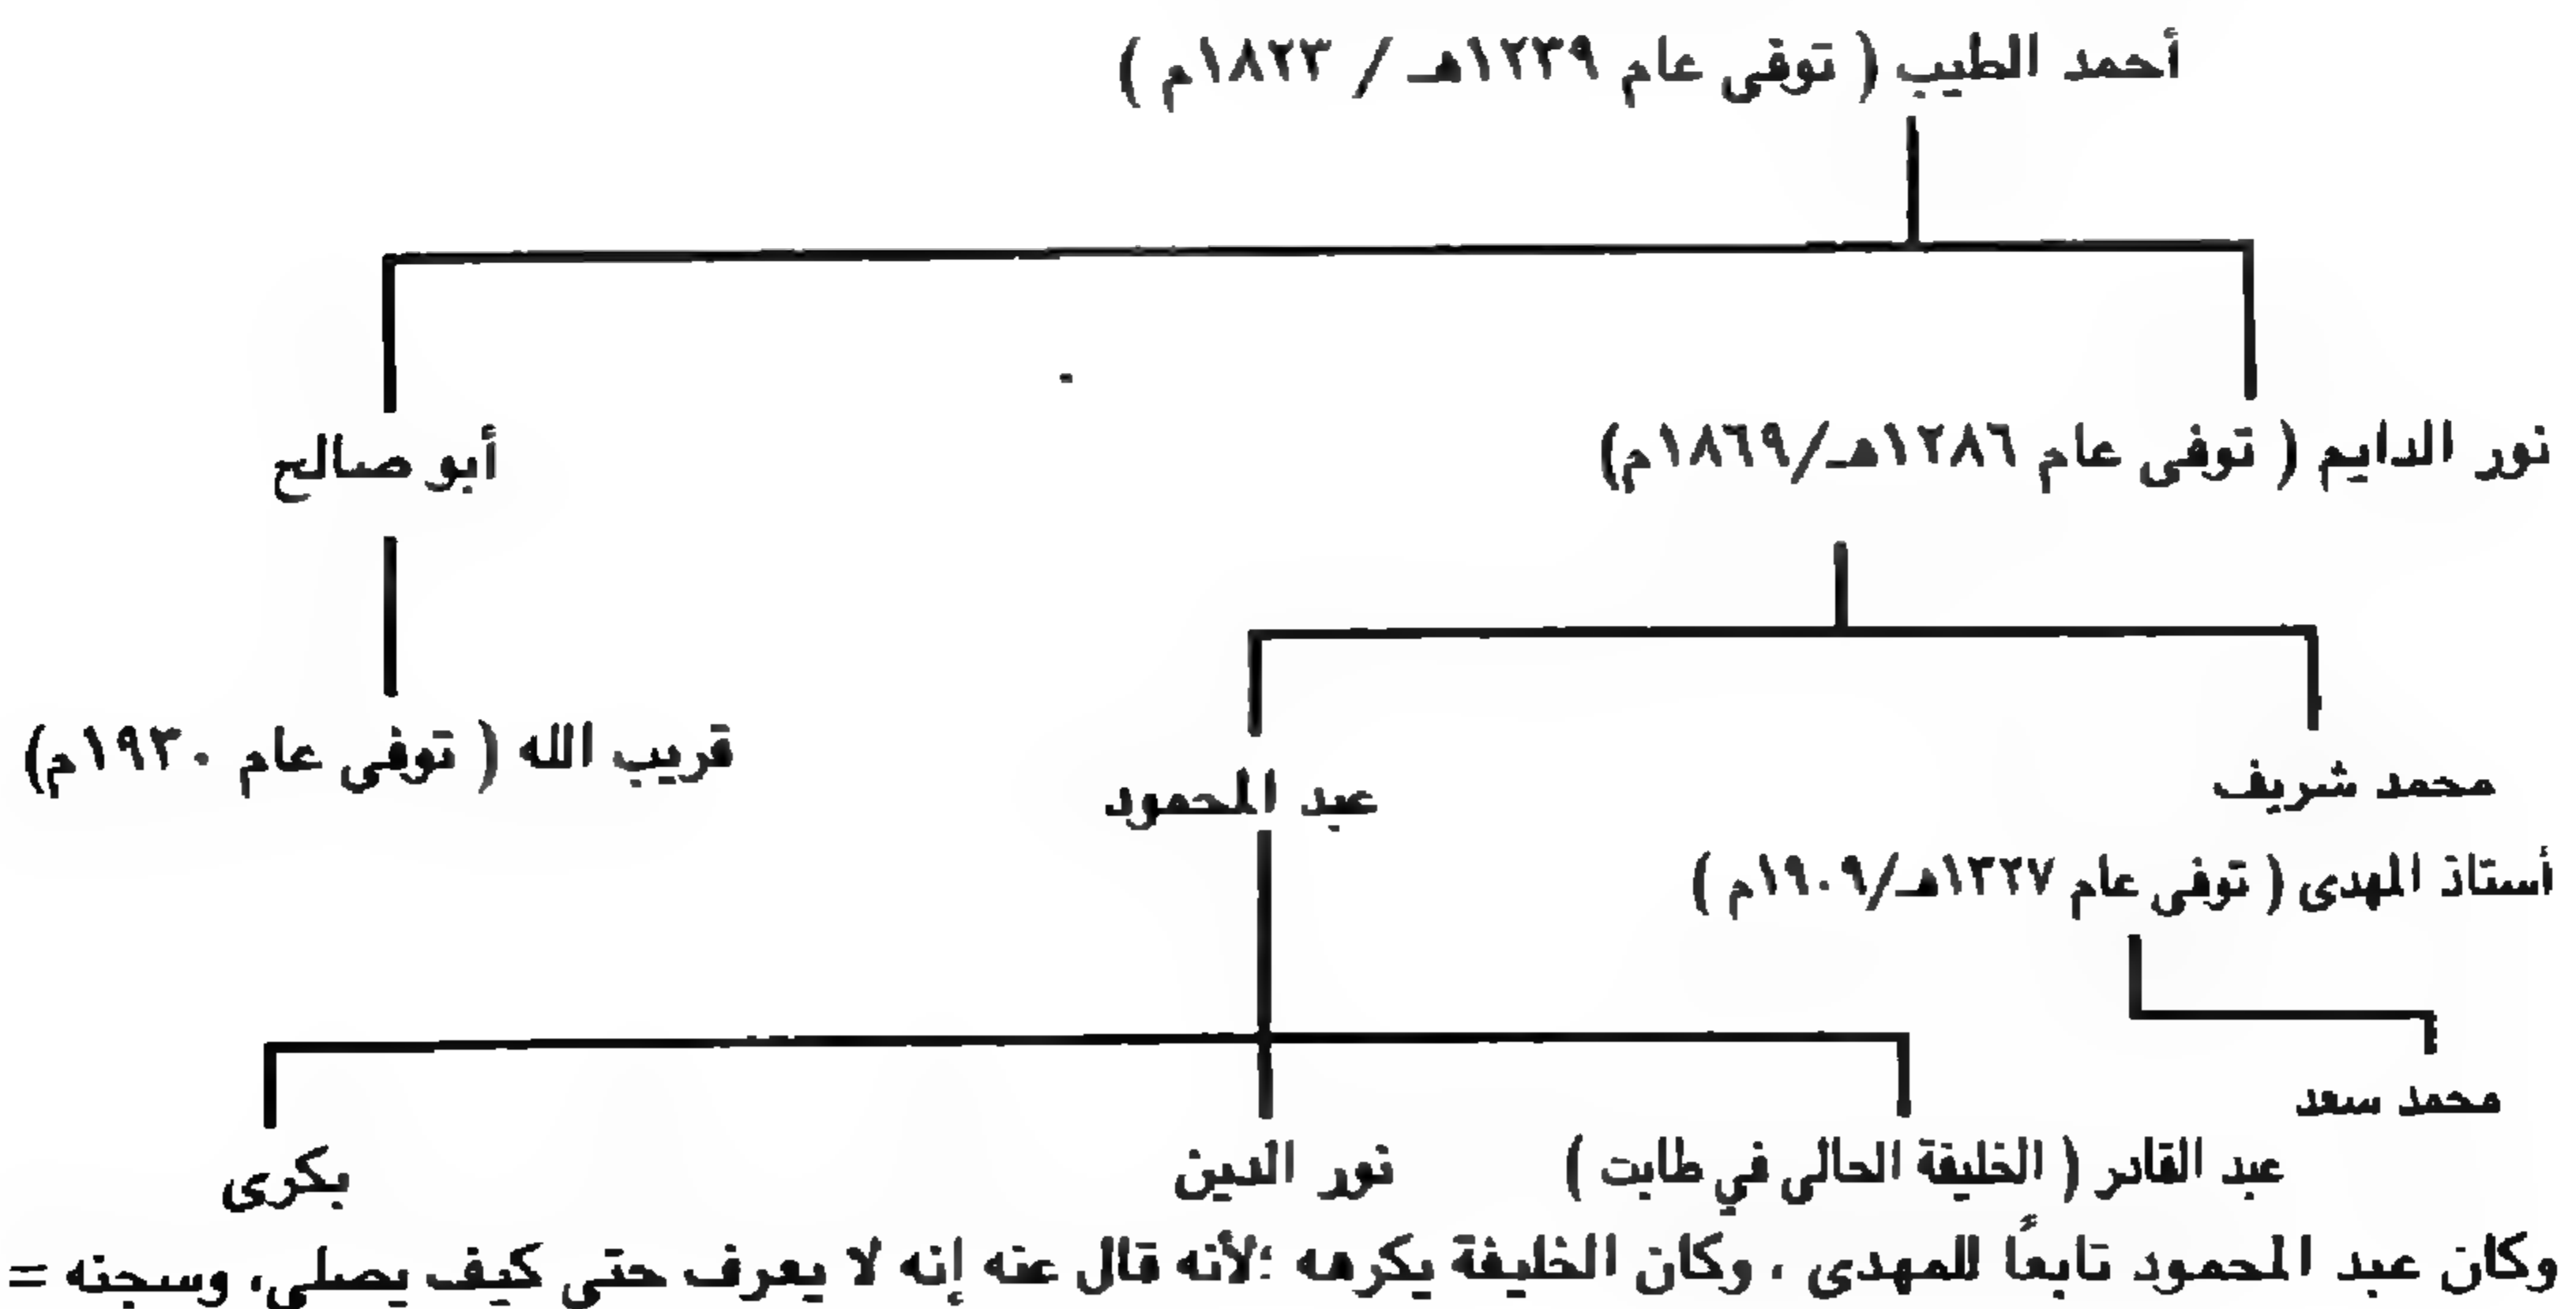 أحمد الطيب ( توفى عام ١٢٣٩هـ / ١٨٢٣م )
نور الدايم ( توفى عام ١٢٨٦هـ/١٨٦٩م)
أبو صالح
قريب الله ( توفى عام ١٩٣٠م)
محمد شريف
عبد المحمود
أستاذ المهدى ( توفى عام ١٣٢٧هـ/١٩٠٩م )
محمد سعد
عبد القادر ( الخليفة الحالى في طابت )
نور الدين
بكرى
وكان عبد المحمود تابعًا للمهدى ، وكان الخليفة يكرهه ؛لأنه قال عنه إنه لا يعرف حتى كيف يصلى، وسجنه =